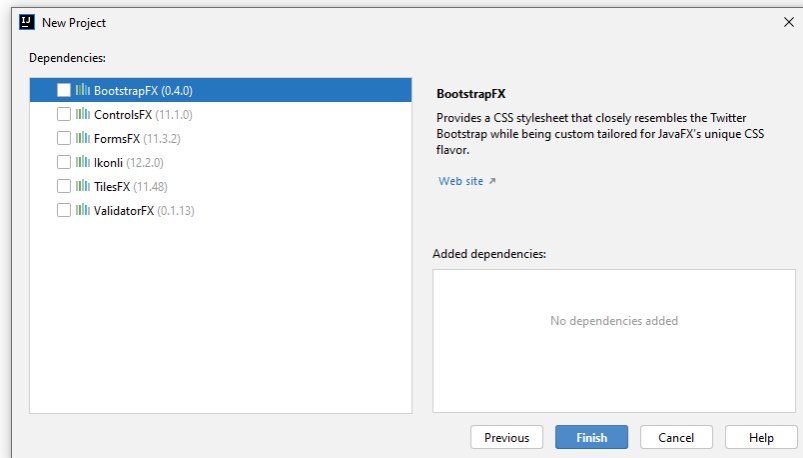 New Project
Dependencies:
BootstrapFX (0.4.0)
ControlsFX (11.1.0)
FormsFX (11.3.2)
Ikonli (12.2.0)
TilesFX (11.48)
ValidatorFX (0.1.13)
BootstrapFX
Provides a CSS stylesheet that closely resembles the Twitter
Bootstrap while being custom tailored for JavaFX's unique CSS
flavor.
Web site ↗
Added dependencies:
No dependencies added
Previous
Finish
Cancel
Help